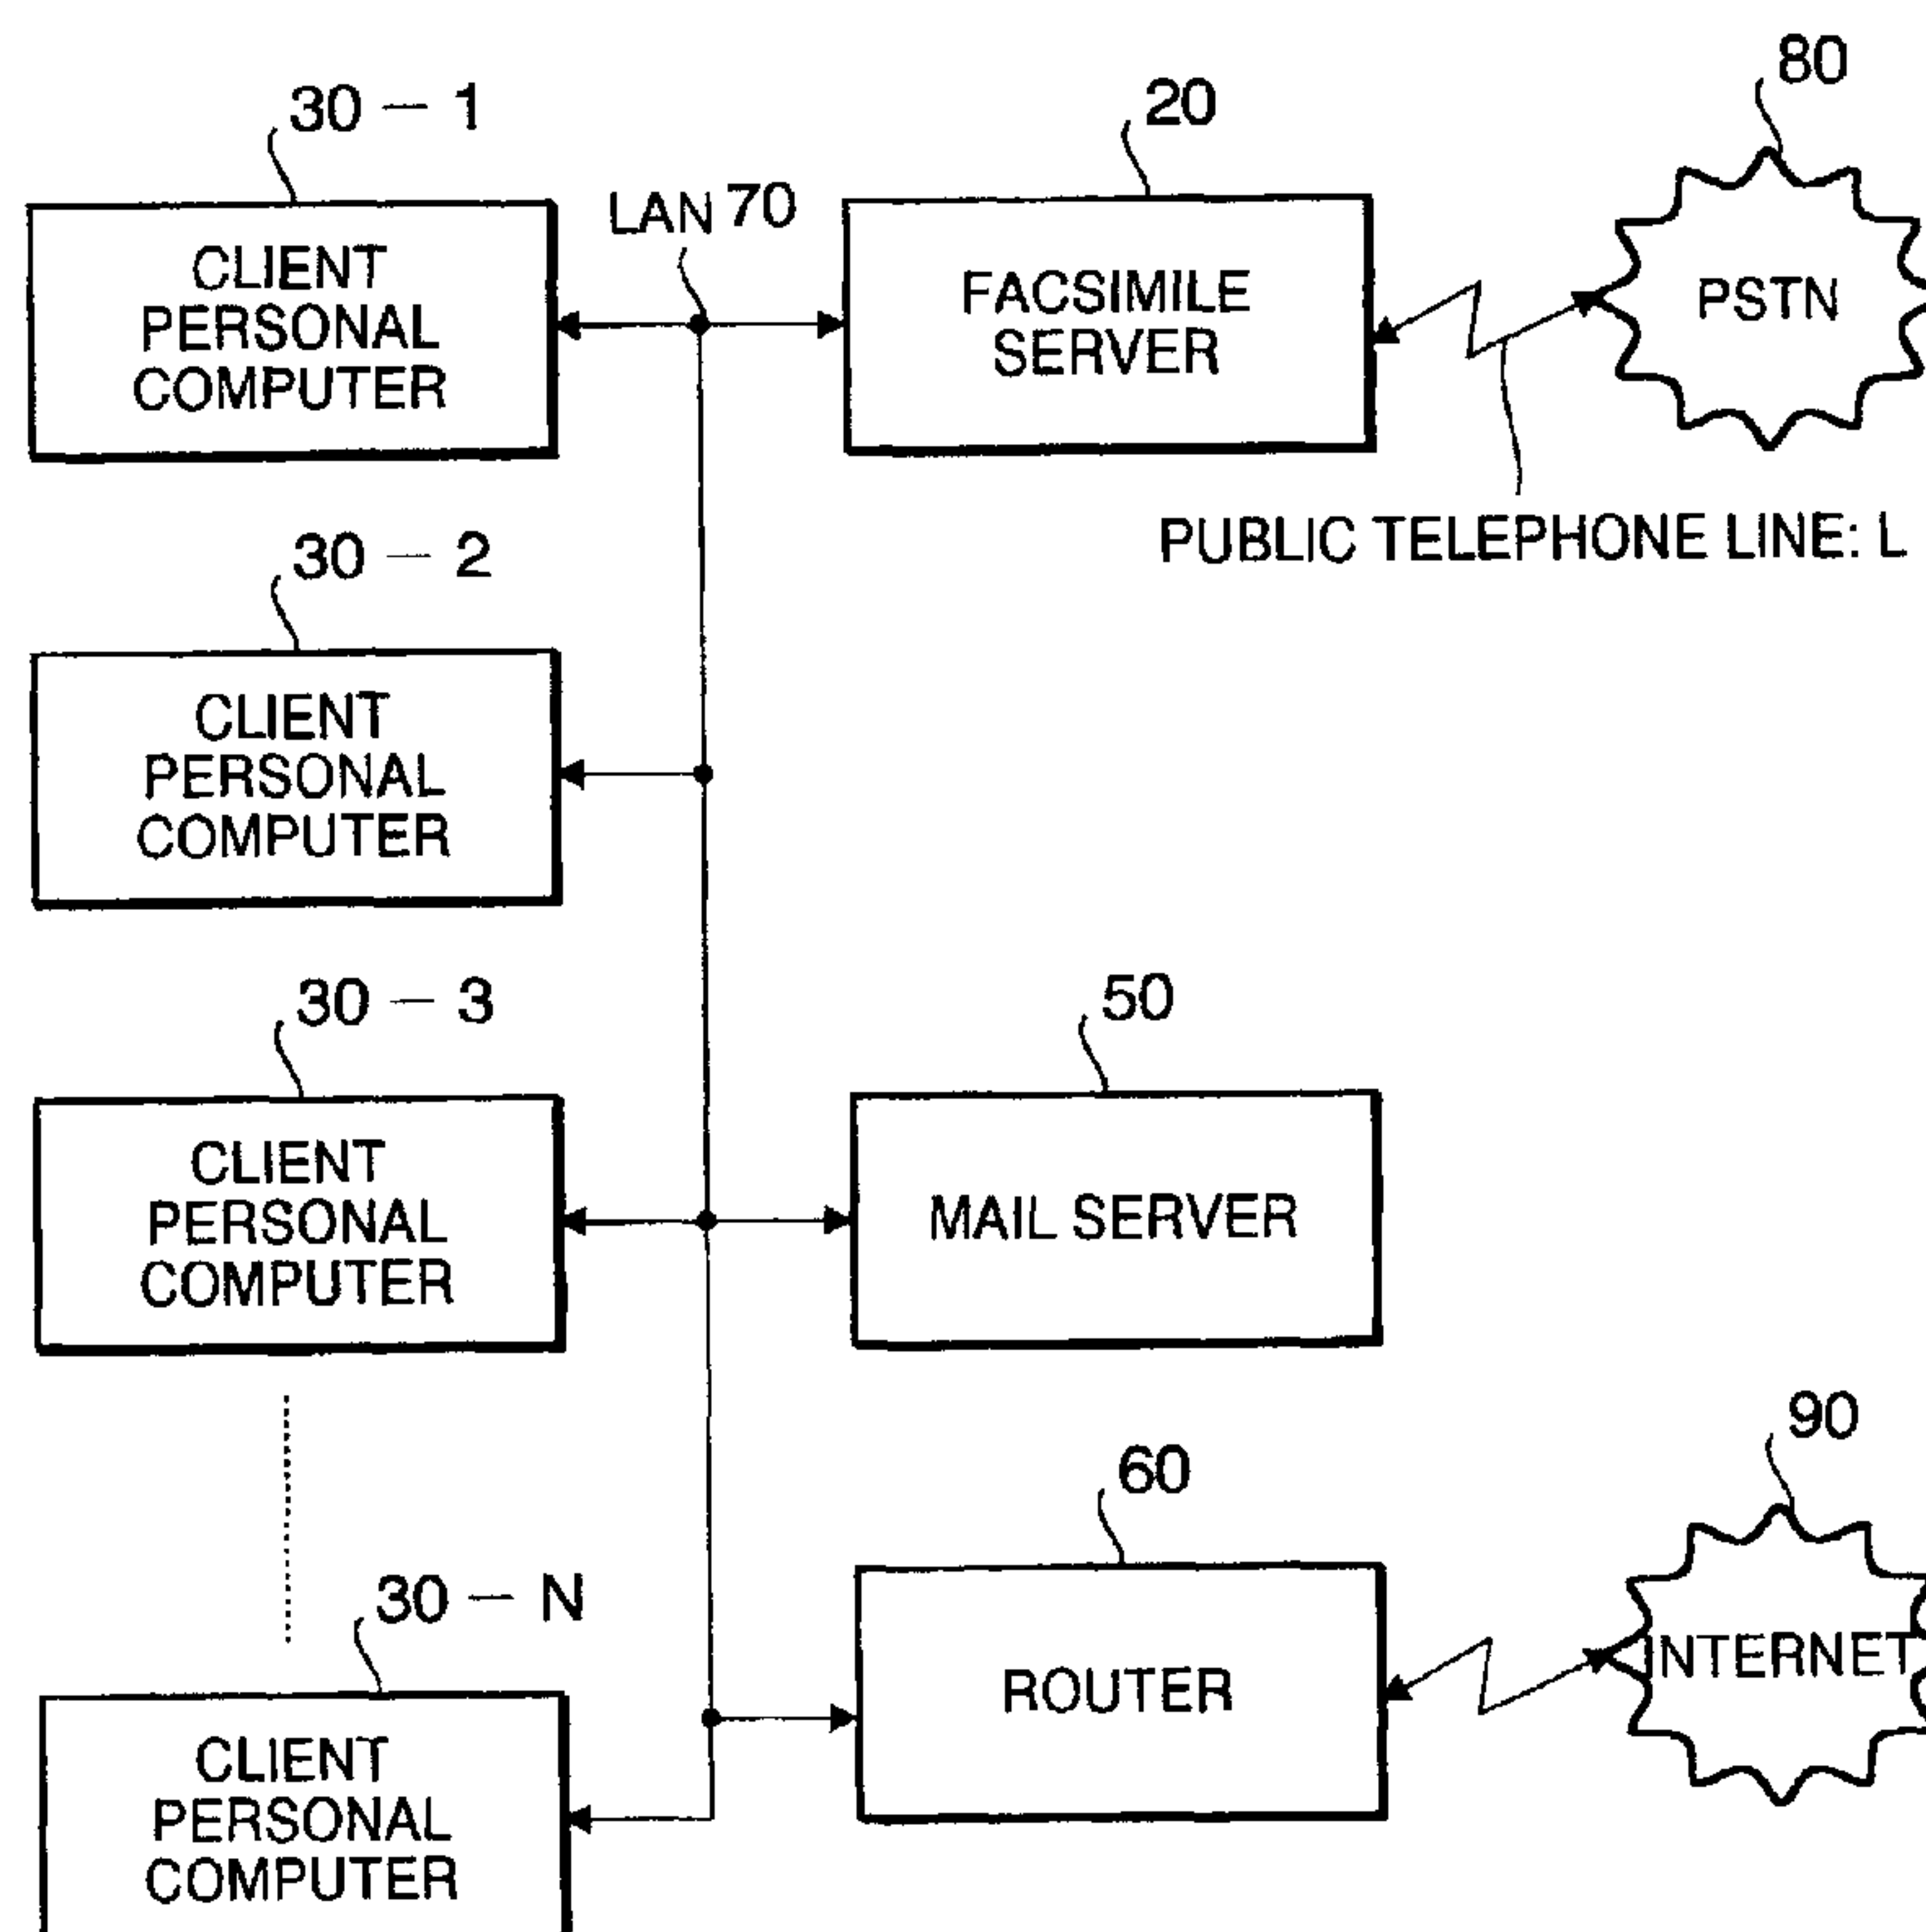 30 - 1
20
80
LAN 70
CLIENT
PERSONAL
COMPUTER
FACSIMILE
SERVER
PSTN
PUBLIC TELEPHONE LINE: L
30 - 2
CLIENT
PERSONAL
COMPUTER
30 - 3
50
CLIENT
PERSONAL
COMPUTER
MAIL SERVER
90
60
30 - N
ROUTER
INTERNET
CLIENT
PERSONAL
COMPUTER